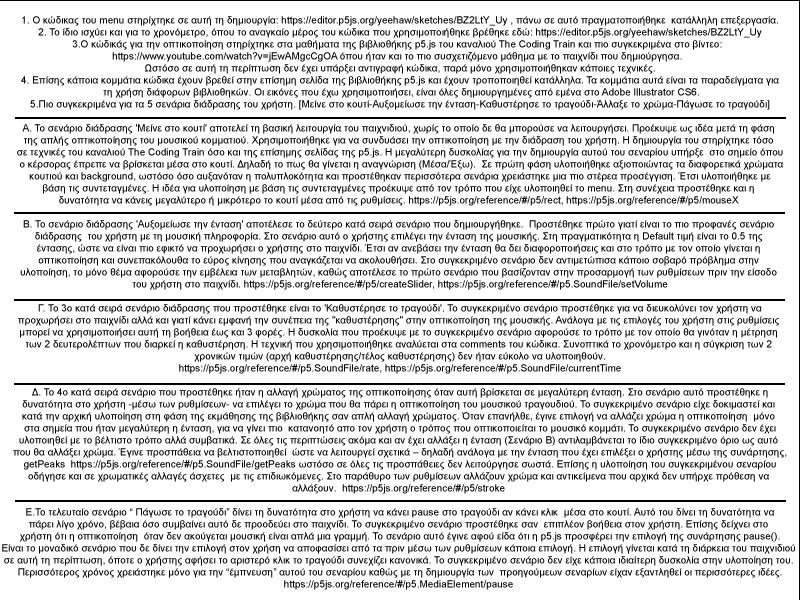 1. Ο κώδικας του menu στηρίχτηκε σε αυτή τη δημιουργία: https://editor.p5js.org/yeehaw/sketches/BZ2LtY_Uy , πάνω σε αυτό πραγματοποιήθηκε  κατάλληλη επεξεργασία.
2. Το ίδιο ισχύει και για το χρονόμετρο, όπου το αναγκαίο μέρος του κώδικα που χρησιμοποιήθηκε βρέθηκε εδώ: https://editor.p5js.org/yeehaw/sketches/BZ2LtY_Uy
3.Ο κώδικάς για την οπτικοποίηση στηρίχτηκε στα μαθήματα της βιβλιοθήκης p5.js του καναλιού The Coding Train και πιο συγκεκριμένα στο βίντεο:
https://www.youtube.com/watch?v=jEwAMgcCgOA όπου ήταν και το πιο συσχετιζόμενο μάθημα με το παιχνίδι που δημιούργησα.
Ωστόσο σε αυτή τη περίπτωση δεν έχει υπάρξει αντιγραφή κώδικα, παρά μόνο χρησιμοποιήθηκαν κάποιες τεχνικές.
4. Επίσης κάποια κομμάτια κώδικα έχουν βρεθεί στην επίσημη σελίδα της βιβλιοθήκης p5.js και έχουν τροποποιηθεί κατάλληλα. Τα κομμάτια αυτά είναι τα παραδείγματα για
τη χρήση διάφορων βιβλιοθηκών. Οι εικόνες που έχω χρησιμοποιήσει, είναι όλες δημιουργημένες από εμένα στο Adobe Illustrator CS6.
5.Πιο συγκεκριμένα για τα 5 σενάρια διάδρασης του χρήστη. [Μείνε στο κουτί-Αυξομείωσε την ένταση-Καθυστέρησε το τραγούδι-Άλλαξε το χρώμα-Πάγωσε το τραγούδι]
Α. Το σενάριο διάδρασης 'Μείνε στο κουτί' αποτελεί τη βασική λειτουργία του παιχνιδιού, χωρίς το οποίο δε θα μπορούσε να λειτουργήσει. Προέκυψε ως ιδέα μετά τη φάση
της απλής οπτικοποίησης του μουσικού κομματιού. Χρησιμοποιήθηκε για να συνδυάσει την οπτικοποίηση με την διάδραση του χρήστη. Η δημιουργία του στηρίχτηκε τόσο
σε τεχνικές του καναλιού The Coding Train όσο και της επίσημης σελίδας της p5.js. Η μεγαλύτερη δυσκολίας για την δημιουργία αυτού του σεναρίου υπήρξε  στο σημείο όπου
ο κέρσορας έπρεπε να βρίσκεται μέσα στο κουτί. Δηλαδή το πως θα γίνεται η αναγνώριση (Μέσα/Έξω).  Σε πρώτη φάση υλοποιήθηκε αξιοποιώντας τα διαφορετικά χρώματα
κουτιού και background, ωστόσο όσο αυξανόταν η πολυπλοκότητα και προστέθηκαν περισσότερα σενάρια χρειάστηκε μια πιο στέρεα προσέγγιση. Έτσι υλοποιήθηκε με
βάση τις συντεταγμένες. Η ιδέα για υλοποίηση με βάση τις συντεταγμένες προέκυψε από τον τρόπο που είχε υλοποιηθεί το menu. Στη συνέχεια προστέθηκε και η
δυνατότητα να κάνεις μεγαλύτερο ή μικρότερο το κουτί μέσα από τις ρυθμίσεις. https://p5js.org/reference/#/p5/rect, https://p5js.org/reference/#/p5/mouseX
Β. Το σενάριο διάδρασης 'Αυξομείωσε την ένταση' αποτέλεσε το δεύτερο κατά σειρά σενάριο που δημιουργήθηκε.  Προστέθηκε πρώτο γιατί είναι το πιο προφανές σενάριο
διάδρασης  του χρήστη με τη μουσική πληροφορία. Στο σενάριο αυτό ο χρήστης επιλέγει την ένταση της μουσικής. Στη πραγματικότητα η Default τιμή είναι το 0.5 της
έντασης, ώστε να είναι πιο εφικτό να προχωρήσει ο χρήστης στο παιχνίδι. Έτσι αν ανεβάσει την ένταση θα δει διαφοροποιήσεις και στο τρόπο με τον οποίο γίνεται η
οπτικοποίηση και συνεπακόλουθα το εύρος κίνησης που αναγκάζεται να ακολουθήσει. Στο συγκεκριμένο σενάριο δεν αντιμετώπισα κάποιο σοβαρό πρόβλημα στην
υλοποίηση, το μόνο θέμα αφορούσε την εμβέλεια των μεταβλητών, καθώς αποτέλεσε το πρώτο σενάριο που βασίζονταν στην προσαρμογή των ρυθμίσεων πριν την είσοδο
του χρήστη στο παιχνίδι. https://p5js.org/reference/#/p5/createSlider, https://p5js.org/reference/#/p5.SoundFile/setVolume
Γ. Το 3ο κατά σειρά σενάριο διάδρασης που προστέθηκε είναι το 'Καθυστέρησε το τραγούδι'. Το συγκεκριμένο σενάριο προστέθηκε για να διευκολύνει τον χρήστη να
προχωρήσει στο παιχνίδι αλλά και γιατί κάνει εμφανή την συνέπεια της "καθυστέρησης" στην οπτικοποίηση της μουσικής. Ανάλογα με τις επιλογές του χρήστη στις ρυθμίσεις
μπορεί να χρησιμοποιήσει αυτή τη βοήθεια έως και 3 φορές. Η δυσκολία που προέκυψε με το συγκεκριμένο σενάριο αφορούσε το τρόπο με τον οποίο θα γινόταν η μέτρηση
των 2 δευτερολέπτων που διαρκεί η καθυστέρηση. Η τεχνική που χρησιμοποιήθηκε αναλύεται στα comments του κώδικα. Συνοπτικά το χρονόμετρο και η σύγκριση των 2
χρονικών τιμών (αρχή καθυστέρησης/τέλος καθυστέρησης) δεν ήταν εύκολο να υλοποιηθούν.
https://p5js.org/reference/#/p5.SoundFile/rate, https://p5js.org/reference/#/p5.SoundFile/currentTime
Δ. Το 4ο κατά σειρά σενάριο που προστέθηκε ήταν η αλλαγή χρώματος της οπτικοποίησης όταν αυτή βρίσκεται σε μεγαλύτερη ένταση. Στο σενάριο αυτό προστέθηκε η
δυνατότητα στο χρήστη -μέσω των ρυθμίσεων- να επιλέγει το χρώμα που θα πάρει η οπτικοποίηση του μουσικού τραγουδιού. Το συγκεκριμένο σενάριο είχε δοκιμαστεί και
κατά την αρχική υλοποίηση στη φάση της εκμάθησης της βιβλιοθήκης σαν απλή αλλαγή χρώματος. Όταν επανήλθε, έγινε επιλογή να αλλάζει χρώμα η οπτικοποίηση  μόνο
στα σημεία που ήταν μεγαλύτερη η ένταση, για να γίνει πιο  κατανοητό απο τον χρήστη ο τρόπος που οπτικοποιείται το μουσικό κομμάτι. Το συγκεκριμένο σενάριο δεν έχει
υλοποιηθεί με το βέλτιστο τρόπο αλλά συμβατικά. Σε όλες τις περιπτώσεις ακόμα και αν έχει αλλάξει η ένταση (Σενάριο Β) αντιλαμβάνεται το ίδιο συγκεκριμένο όριο ως αυτό
που θα αλλάξει χρώμα. Έγινε προσπάθεια να βελτιστοποιηθεί  ώστε να λειτουργεί σχετικά – δηλαδή ανάλογα με την ένταση που έχει επιλέξει ο χρήστης μέσω της συνάρτησης,
getPeaks  https://p5js.org/reference/#/p5.SoundFile/getPeaks ωστόσο σε όλες τις προσπάθειες δεν λειτούργησε σωστά. Επίσης η υλοποίηση του συγκεκριμένου σεναρίου
οδήγησε και σε χρωματικές αλλαγές άσχετες  με τις επιδιωκόμενες. Στο παράθυρο των ρυθμίσεων αλλάζουν χρώμα και αντικείμενα που αρχικά δεν υπήρχε πρόθεση να
αλλάξουν.  https://p5js.org/reference/#/p5/stroke
Ε.Το τελευταίο σενάριο “ Πάγωσε το τραγούδι” δίνει τη δυνατότητα στο χρήστη να κάνει pause στο τραγούδι αν κάνει κλικ  μέσα στο κουτί. Αυτό του δίνει τη δυνατότητα να
πάρει λίγο χρόνο, βέβαια όσο συμβαίνει αυτό δε προοδεύει στο παιχνίδι. Το συγκεκριμένο σενάριο προστέθηκε σαν  επιπλέον βοήθεια στον χρήστη. Επίσης δείχνει στο
χρήστη ότι η οπτικοποίηση  όταν δεν ακούγεται μουσική είναι απλά μια γραμμή. Το σενάριο αυτό έγινε αφού είδα ότι η p5.js προσφέρει την επιλογή της συνάρτησης pause().
Είναι το μοναδικό σενάριο που δε δίνει την επιλογή στον χρήση να αποφασίσει από τα πριν μέσω των ρυθμίσεων κάποια επιλογή. Η επιλογή γίνεται κατά τη διάρκεια του παιχνιδιού
σε αυτή τη περίπτωση, όποτε ο χρήστης αφήσει το αριστερό κλικ το τραγούδι συνεχίζει κανονικά. Το συγκεκριμένο σενάριο δεν είχε κάποια ιδιαίτερη δυσκολία στην υλοποίηση του.
Περισσότερος χρόνος χρειάστηκε μόνο για την “έμπνευση” αυτού του σεναρίου καθώς με τη δημιουργία των  προηγούμενων σεναρίων είχαν εξαντληθεί οι περισσότερες ιδέες.
https://p5js.org/reference/#/p5.MediaElement/pause